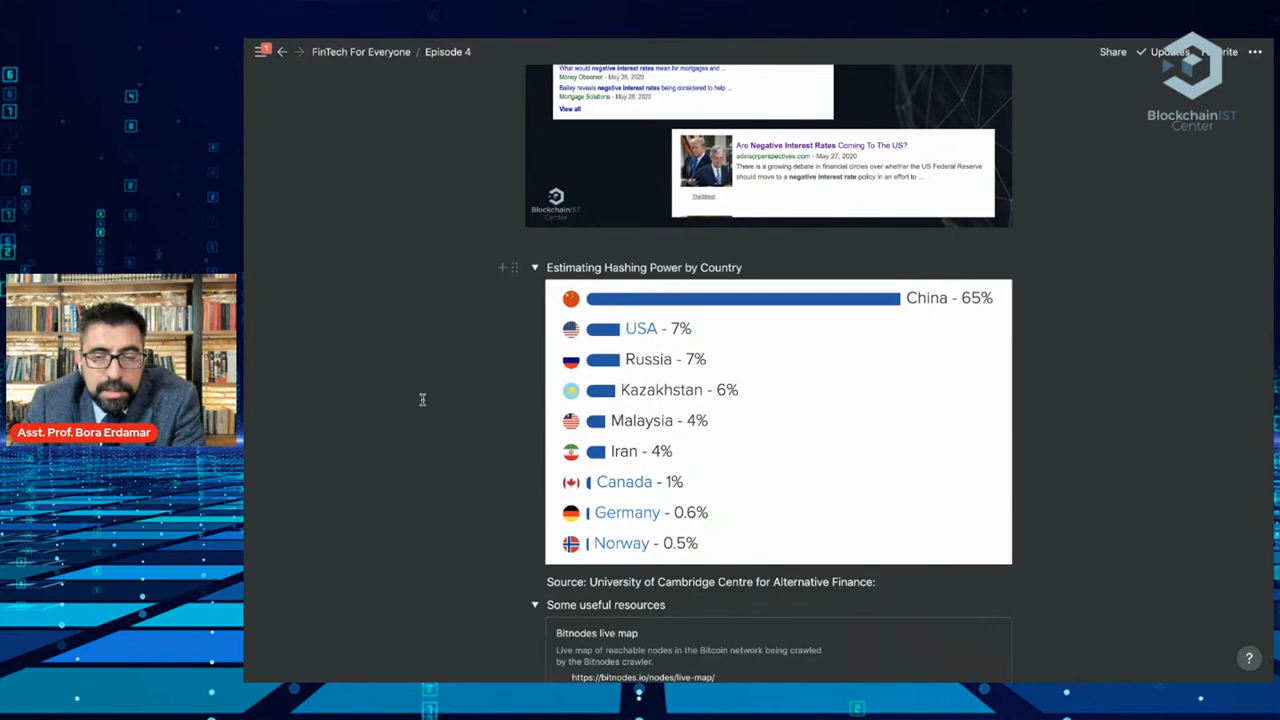 1
FinTech For Everyone / Episode 4
Share
Updates
Favorite
BlockchainIST
Center
What would negative interest rates mean for mortgages and ...
Money Observer - May 26, 2020
Bailey reveals negative interest rates being considered to help ...
Mortgage Solutions - May 28, 2020
View all
Are Negative Interest Rates Coming To The US?
advisorperspectives.com - May 27, 2020
There is a growing debate in financial circles over whether the US Federal Reserve
should move to a negative interest rate policy in an effort to ...
TheStreet
BlockchainIST
Center
Estimating Hashing Power by Country
China - 65%
USA - 7%
Russia - 7%
Kazakhstan - 6%
Malaysia - 4%
Iran - 4%
Canada - 1%
Germany - 0.6%
Norway - 0.5%
Asst. Prof. Bora Erdamar
Source: University of Cambridge Centre for Alternative Finance:
Some useful resources
Bitnodes live map
Live map of reachable nodes in the Bitcoin network being crawled
by the Bitnodes crawler.
https://bitnodes.io/nodes/live-map/
?